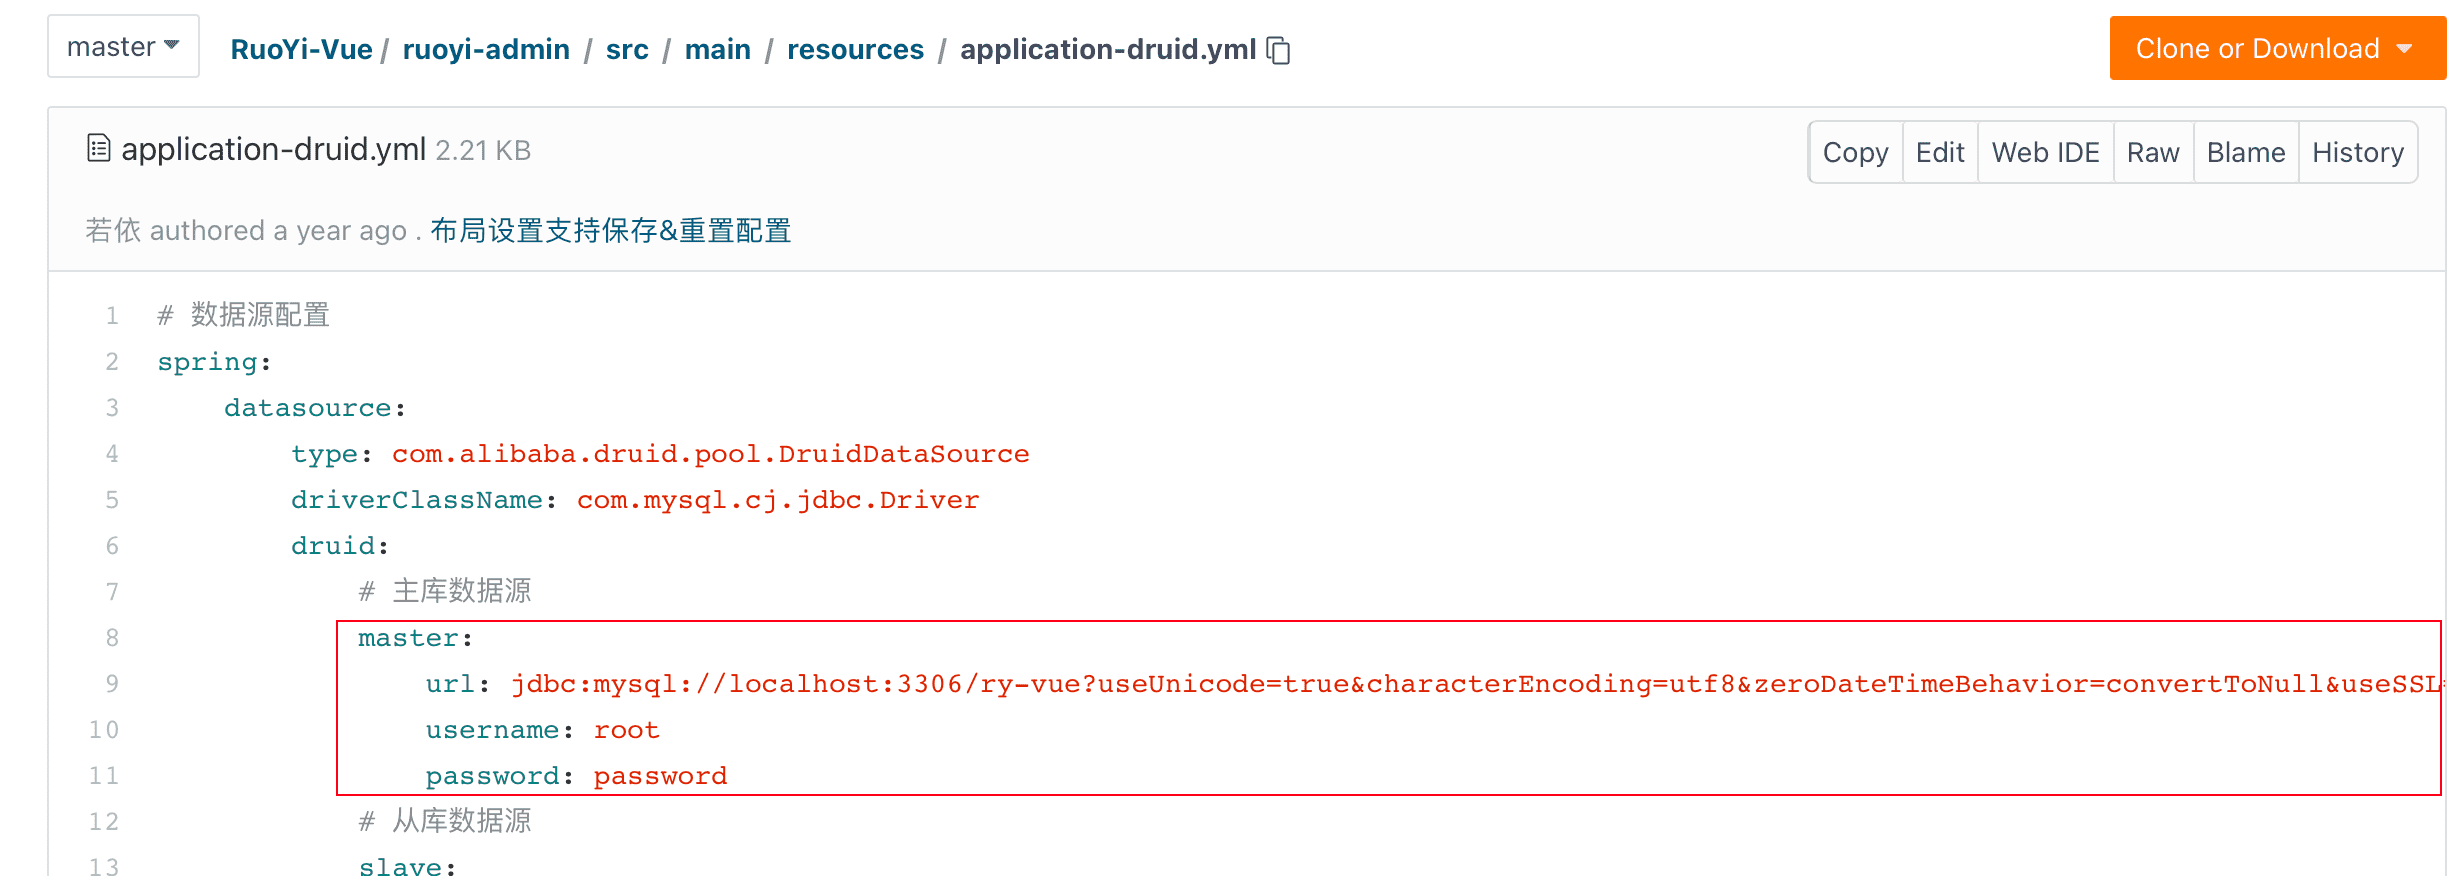 master RuoYi-Vue / ruoyi-admin / src / main / resources / application-druid.yml Clone or Download
application-druid.yml 2.21 KB Copy Edit Web IDE Raw Blame History
若依 authored a year ago . 布局设置支持保存&重置配置
1 # 数据源配置
2 spring:
3 datasource:
4 type: com.alibaba.druid.pool.DruidDataSource
5 driverClassName: com.mysql.cj.jdbc.Driver
6 druid:
7 # 主库数据源
8 master:
9 url: jdbc:mysql://localhost:3306/ry-vue?useUnicode=true&characterEncoding=utf8&zeroDateTimeBehavior=convertToNull&useSSL=
10 username: root
11 password: password
12 # 从库数据源
13 slave: